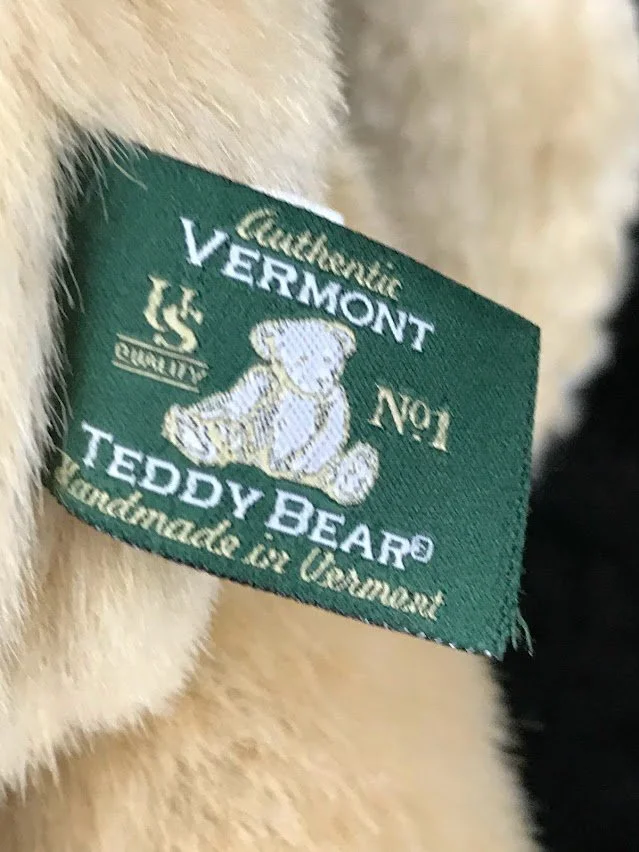 Authentic
VERMONT
US
QUALITY
No1
TEDDY BEAR®
Handmade in Vermont